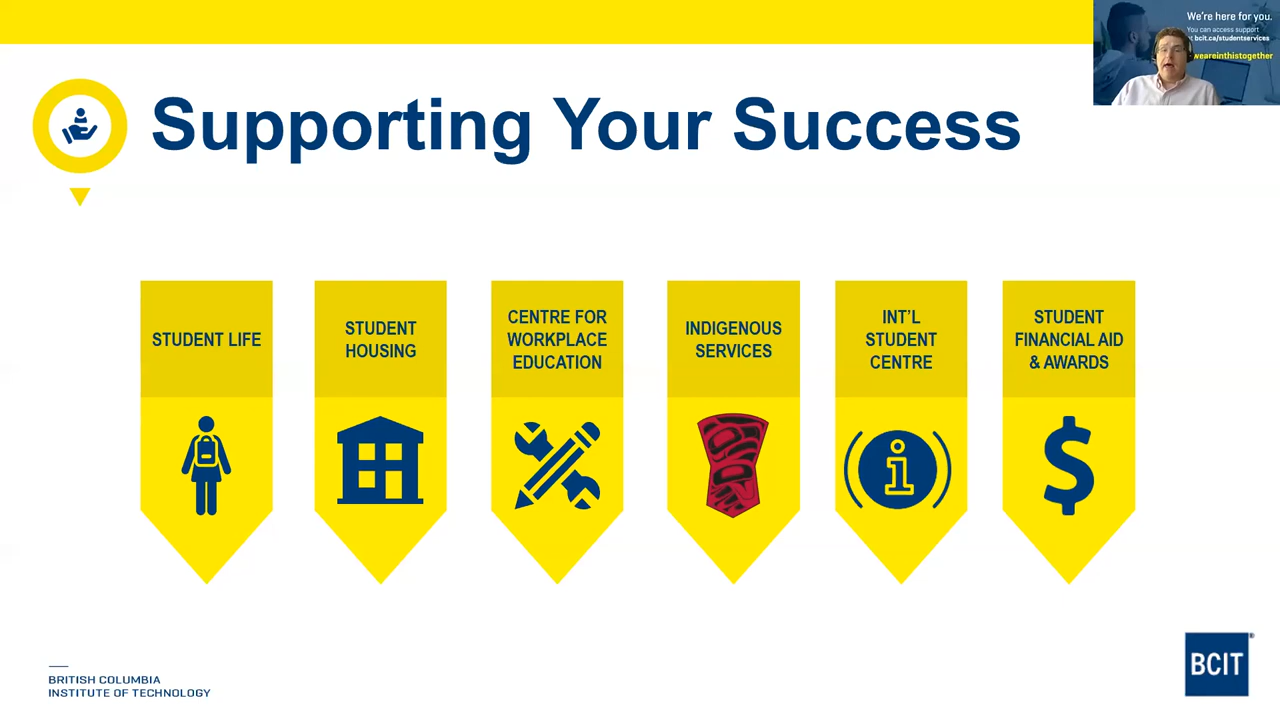 We're here for you.
You can access support
bcit.ca/studentservices
weareinthistogether
Supporting Your Success
STUDENT LIFE
STUDENT
HOUSING
CENTRE FOR
WORKPLACE
EDUCATION
INDIGENOUS
SERVICES
INT'L
STUDENT
CENTRE
STUDENT
FINANCIAL AID
& AWARDS
BRITISH COLUMBIA
INSTITUTE OF TECHNOLOGY
BCIT